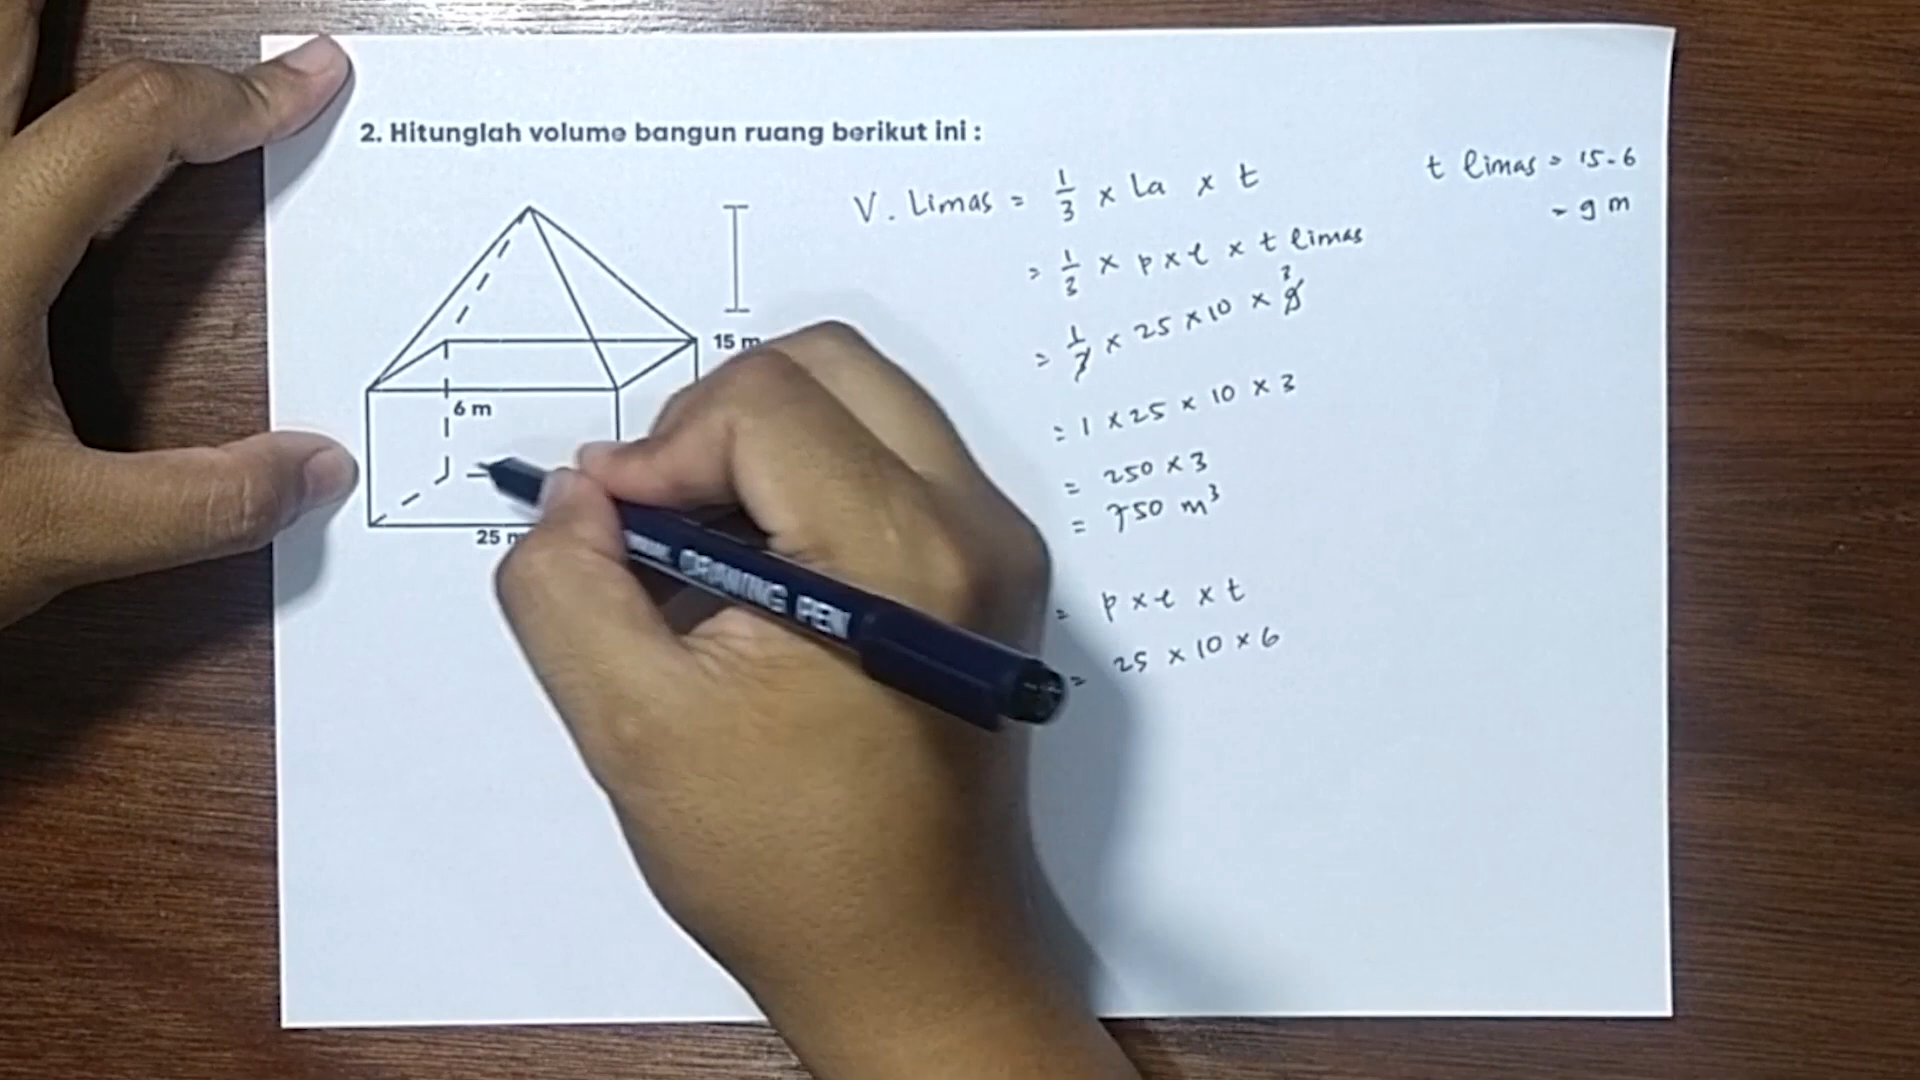 2. Hitunglah volume bangun ruang berikut ini :
V. Limas = 1/3 x La x t
t limas = 15-6
= 9 m
= 1/3 x p x l x t limas
= 1/3 x 25 x 10 x 9 3
= 1 x 25 x 10 x 3
= 250 x 3
= 750 m³
= p x l x t
= 25 x 10 x 6
15 m
6 m
25 m
DRAWING PEN